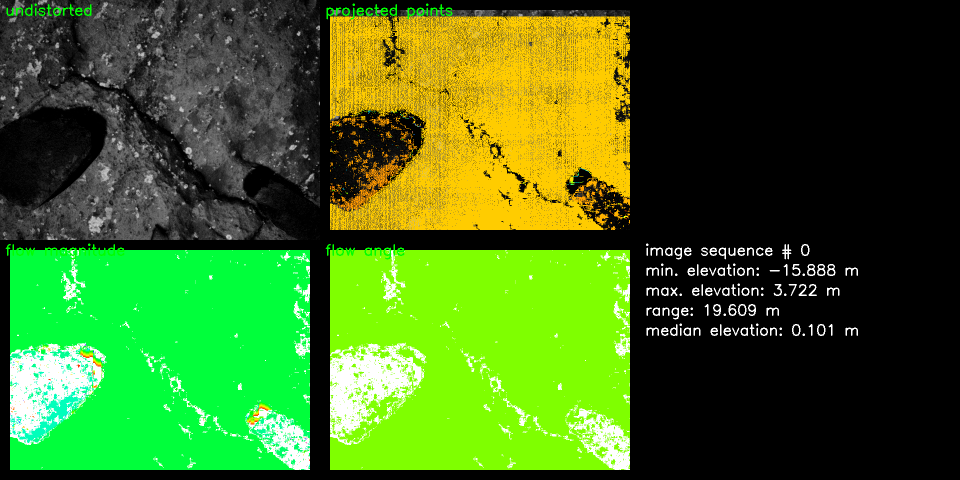 undistorted
projected points
flow magnitude
flow angle
image sequence # 0
min. elevation: -15.888 m
max. elevation: 3.722 m
range: 19.609 m
median elevation: 0.101 m